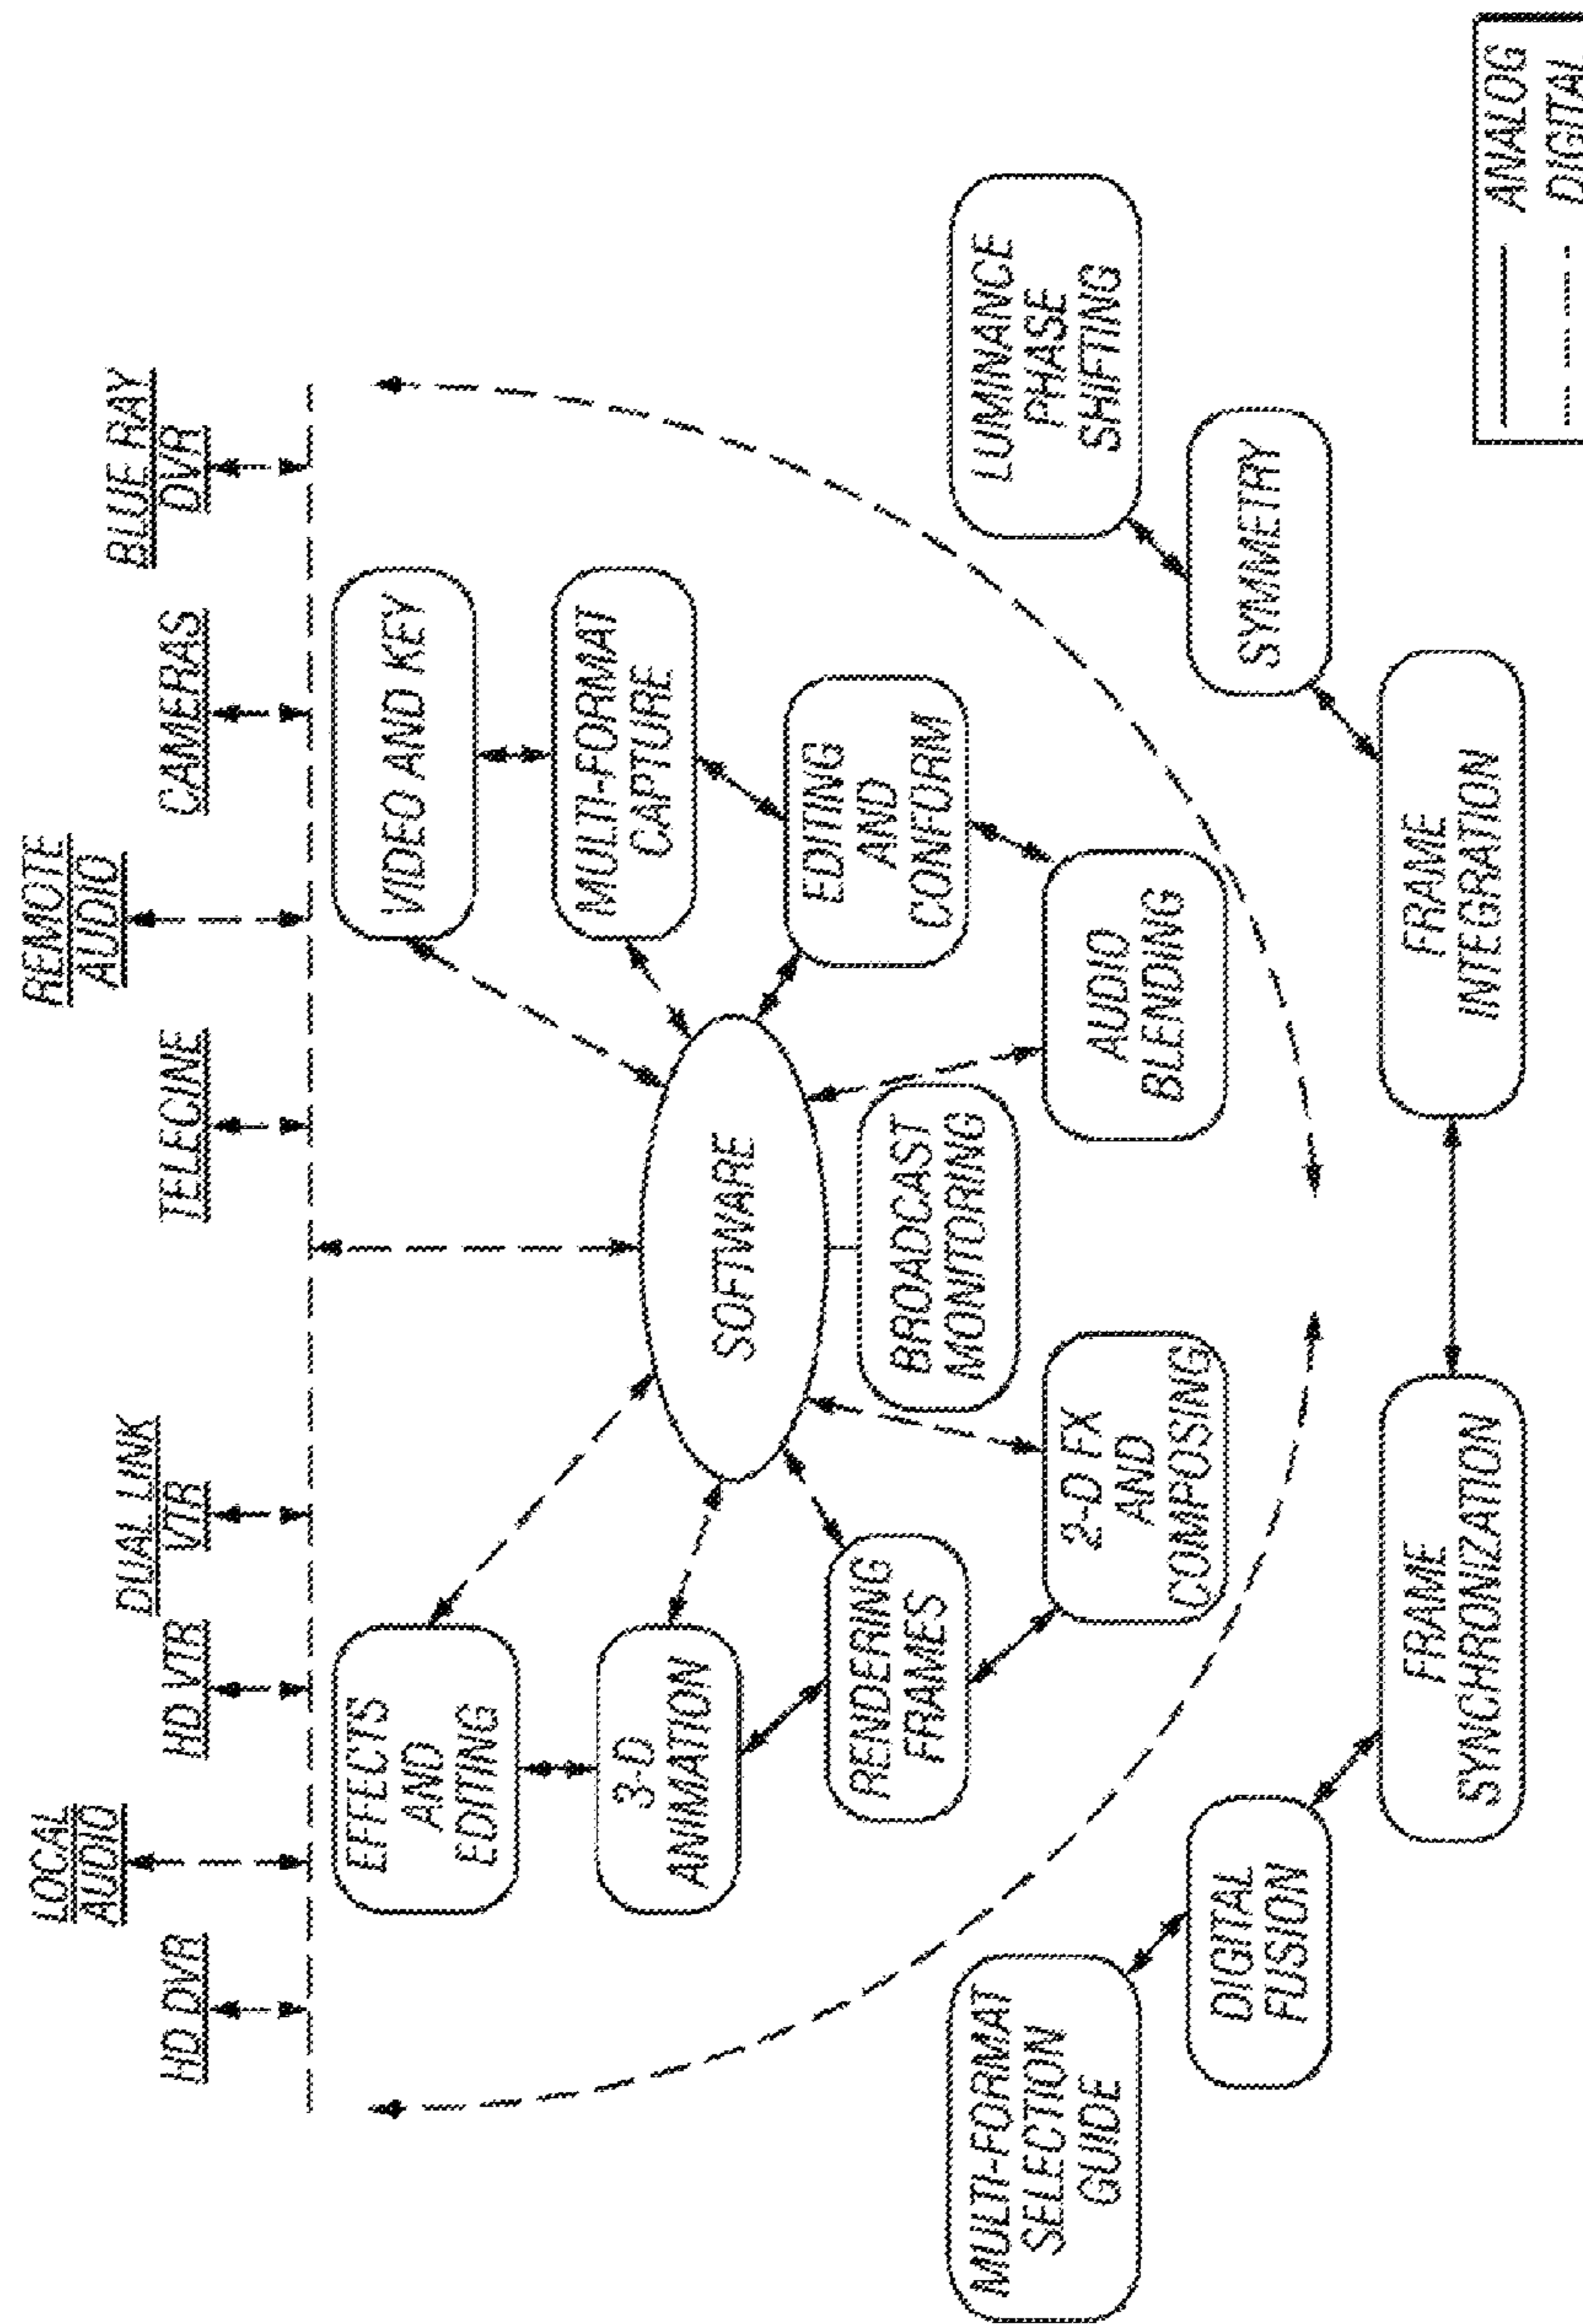 HD DVR
LOCAL
AUDIO
HD VTR
DUAL LINK
VTR
TELECINE
REMOTE
AUDIO
CAMERAS
BLUE RAY
DVR
EFFECTS
AND
EDITING
3-D
ANIMATION
RENDERING
FRAMES
2-D FX
AND
COMPOSING
SOFTWARE
BROADCAST
MONITORING
VIDEO AND KEY
MULTI-FORMAT
CAPTURE
EDITING
AND
CONFORM
AUDIO
BLENDING
MULTI-FORMAT
SELECTION
GUIDE
DIGITAL
FUSION
FRAME
SYNCHRONIZATION
FRAME
INTEGRATION
SYMMETRY
LUMINANCE
PHASE
SHIFTING
ANALOG
DIGITAL